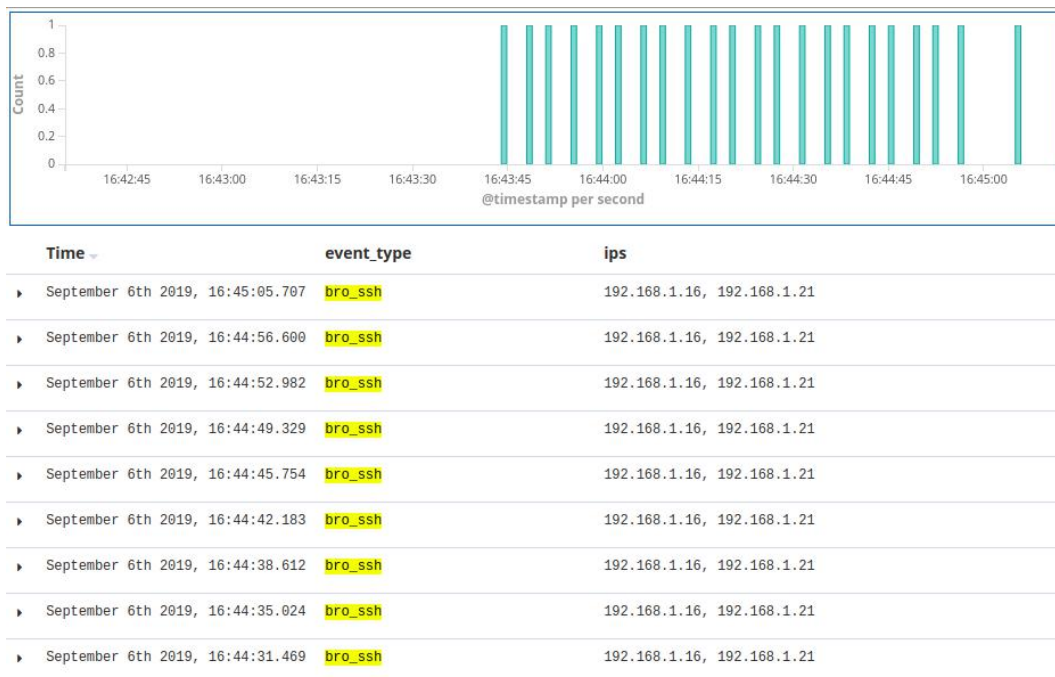 1
0.8
0.6
0.4
0.2
0
Count
16:42:45 16:43:00 16:43:15 16:43:30 16:43:45 16:44:00 16:44:15 16:44:30 16:44:45 16:45:00
@timestamp per second
Time event_type ips
September 6th 2019, 16:45:05.707 bro_ssh 192.168.1.16, 192.168.1.21
September 6th 2019, 16:44:56.600 bro_ssh 192.168.1.16, 192.168.1.21
September 6th 2019, 16:44:52.982 bro_ssh 192.168.1.16, 192.168.1.21
September 6th 2019, 16:44:49.329 bro_ssh 192.168.1.16, 192.168.1.21
September 6th 2019, 16:44:45.754 bro_ssh 192.168.1.16, 192.168.1.21
September 6th 2019, 16:44:42.183 bro_ssh 192.168.1.16, 192.168.1.21
September 6th 2019, 16:44:38.612 bro_ssh 192.168.1.16, 192.168.1.21
September 6th 2019, 16:44:35.024 bro_ssh 192.168.1.16, 192.168.1.21
September 6th 2019, 16:44:31.469 bro_ssh 192.168.1.16, 192.168.1.21